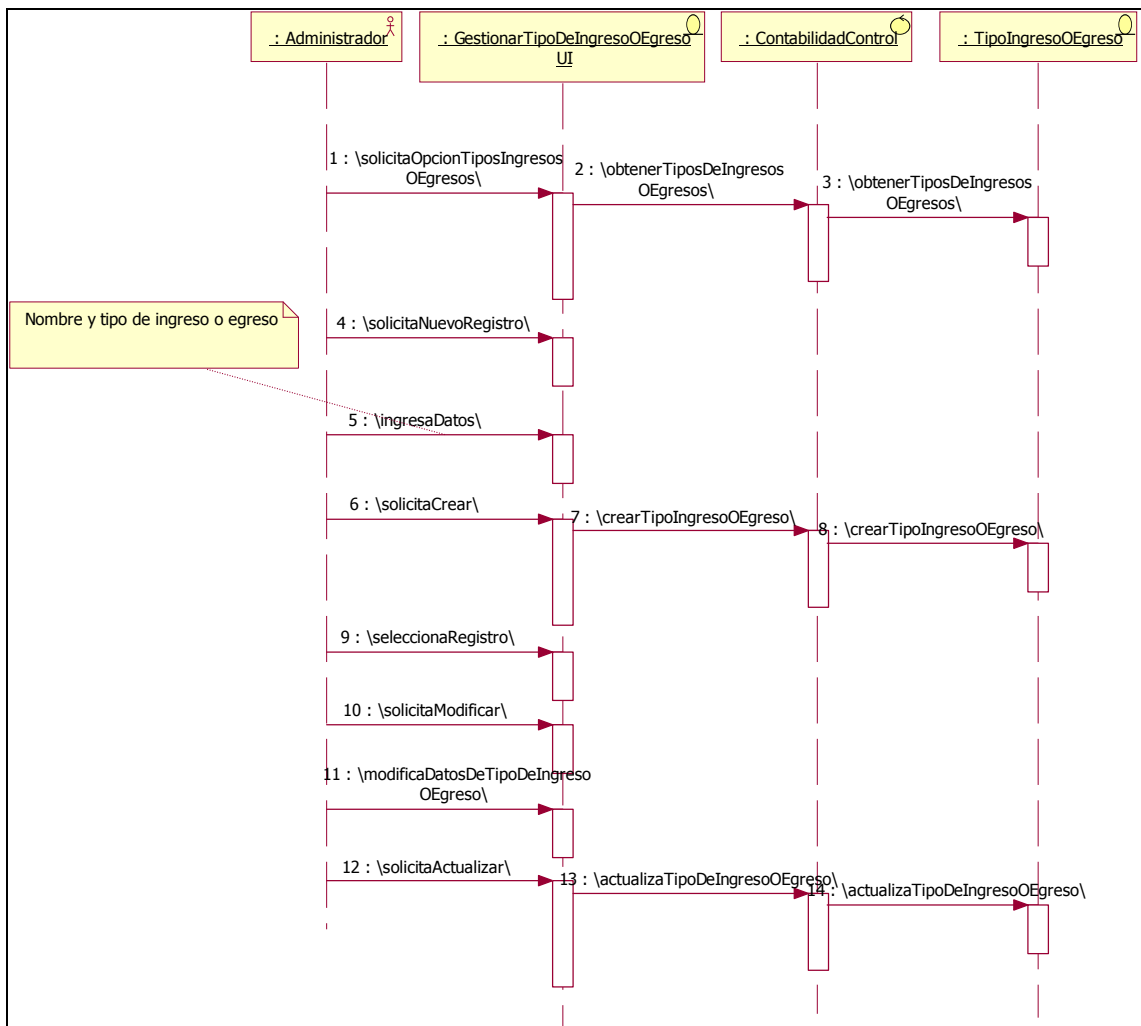 : Administrador
: GestionarTipoDeIngresoOEgreso
UI
: ContabilidadControl
: TipoIngresoOEgreso
1 : \solicitaOpcionTiposIngresos
OEgresos\
2 : \obtenerTiposDeIngresos
OEgresos\
3 : \obtenerTiposDeIngresos
OEgresos\
Nombre y tipo de ingreso o egreso
4 : \solicitaNuevoRegistro\
5 : \ingresaDatos\
6 : \solicitaCrear\
7 : \crearTipoIngresoOEgreso\
8 : \crearTipoIngresoOEgreso\
9 : \seleccionaRegistro\
10 : \solicitaModificar\
11 : \modificaDatosDeTipoDeIngreso
OEgreso\
12 : \solicitaActualizar\
13 : \actualizaTipoDeIngresoOEgreso\
14 : \actualizaTipoDeIngresoOEgreso\